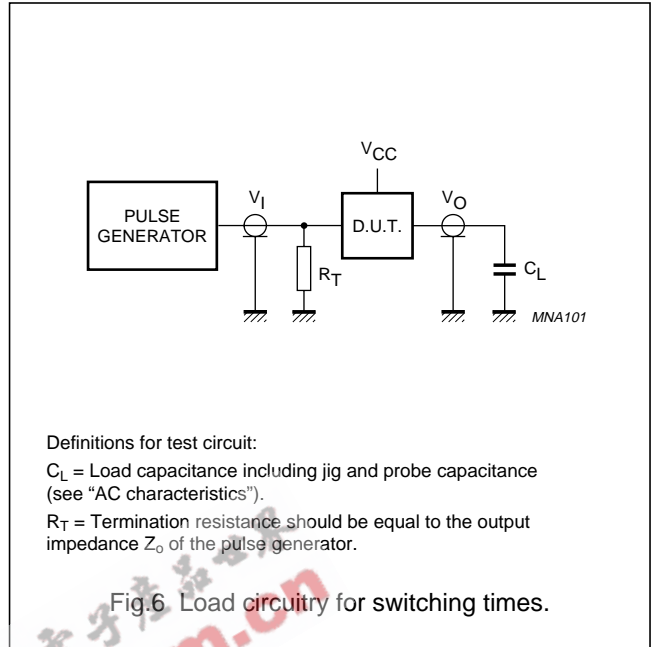 VCC
PULSE
GENERATOR
VI
D.U.T.
VO
RT
CL
MNA101
Definitions for test circuit:
CL = Load capacitance including jig and probe capacitance
(see “AC characteristics”).
RT = Termination resistance should be equal to the output
impedance Zo of the pulse generator.
Fig.6 Load circuitry for switching times.